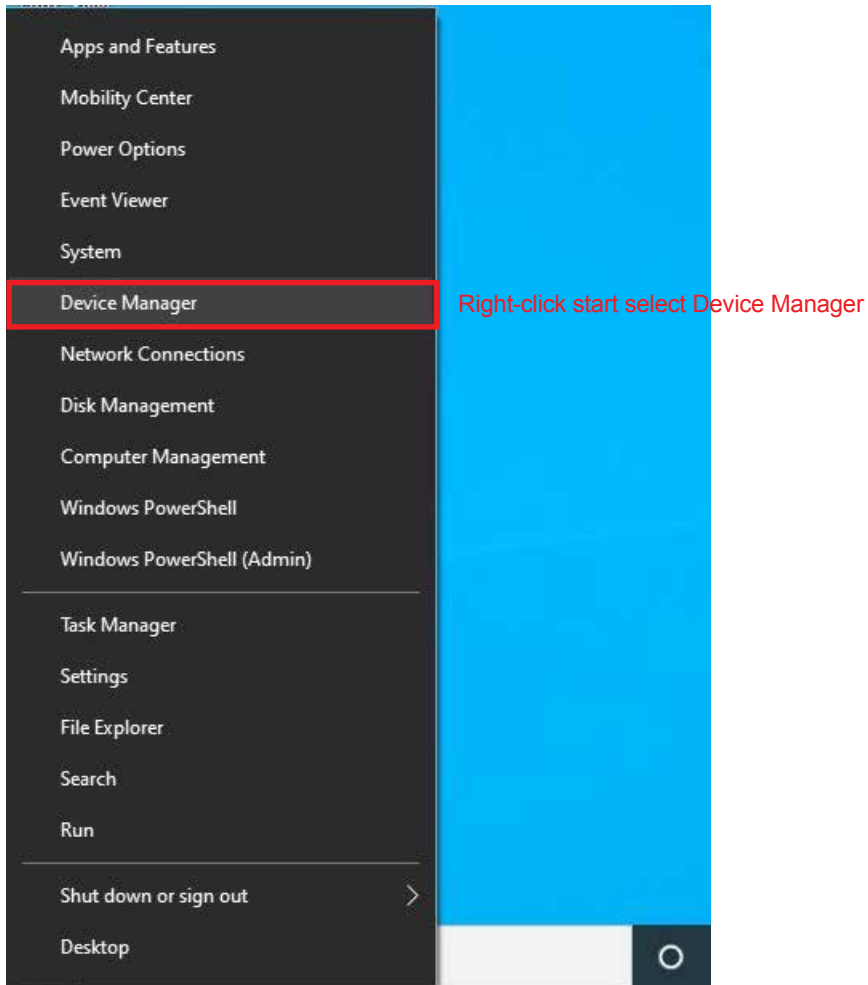 Apps and Features
Mobility Center
Power Options
Event Viewer
System
Device Manager
Right-click start select Device Manager
Network Connections
Disk Management
Computer Management
Windows PowerShell
Windows PowerShell (Admin)
Task Manager
Settings
File Explorer
Search
Run
Shut down or sign out
Desktop